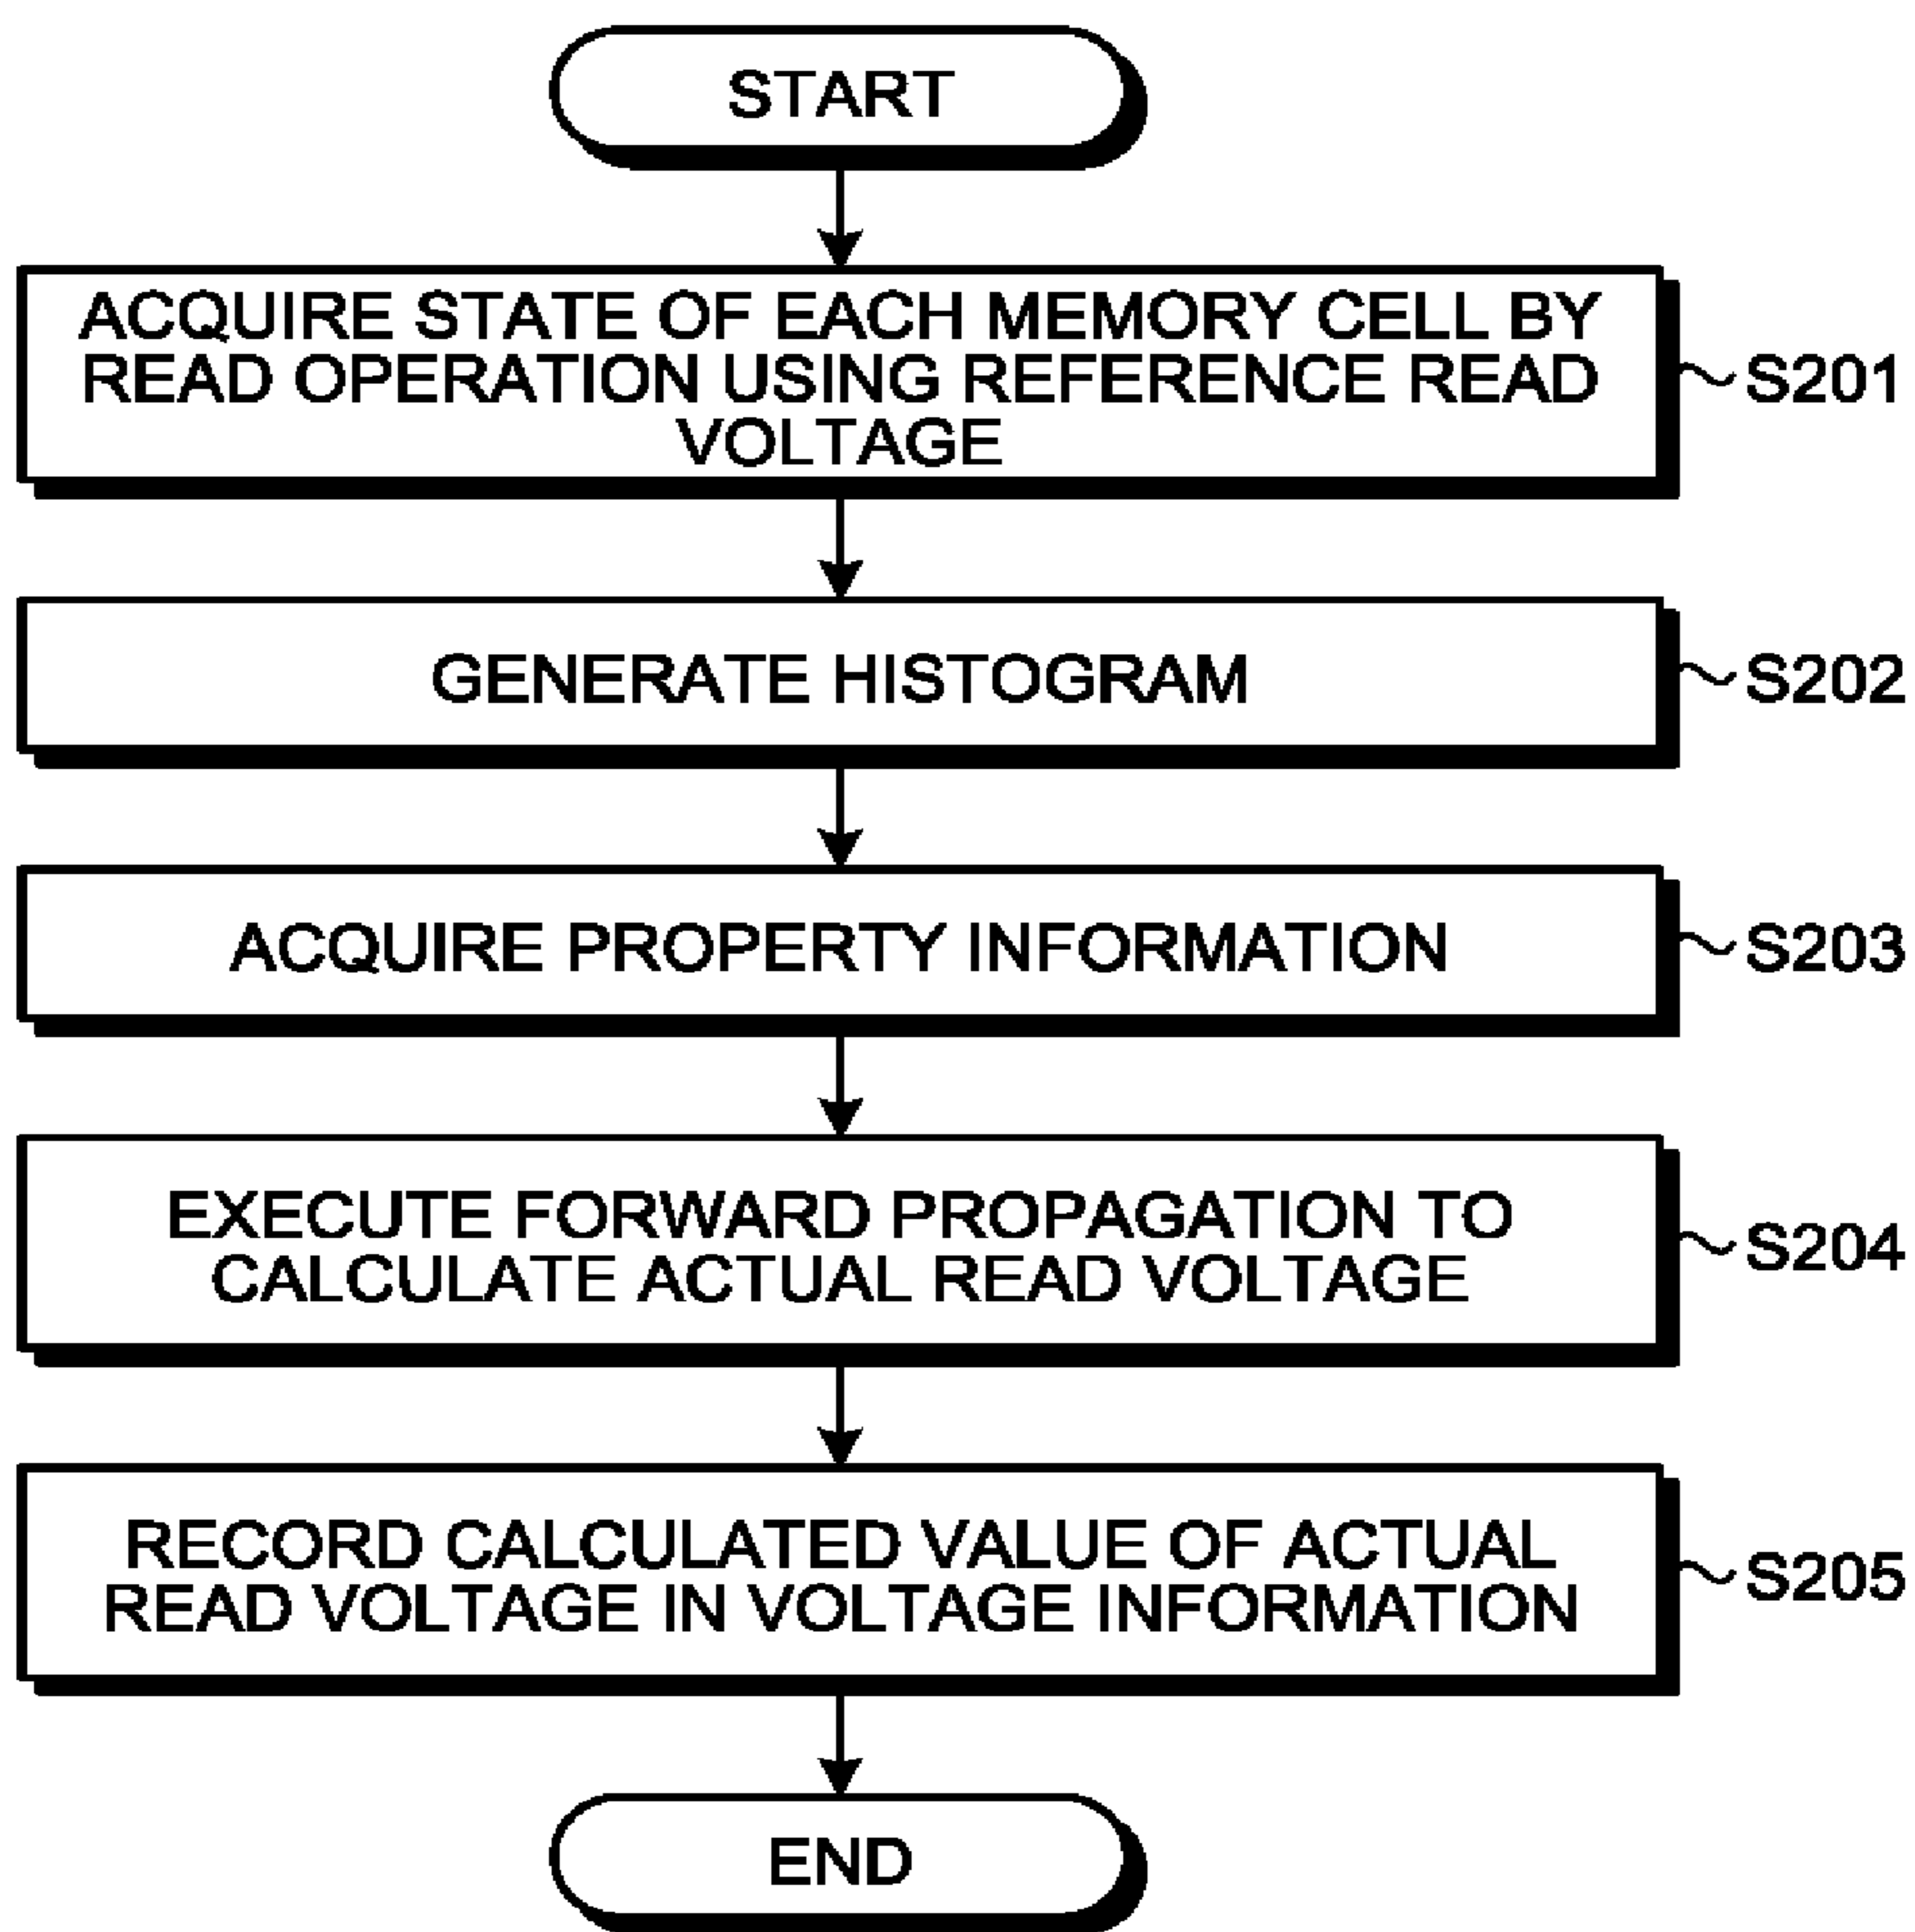 START
ACQUIRE STATE OF EACH MEMORY CELL BY
READ OPERATION USING REFERENCE READ
VOLTAGE
S201
GENERATE HISTOGRAM
S202
ACQUIRE PROPERTY INFORMATION
S203
EXECUTE FORWARD PROPAGATION TO
CALCULATE ACTUAL READ VOLTAGE
S204
RECORD CALCULATED VALUE OF ACTUAL
READ VOLTAGE IN VOLTAGE INFORMATION
S205
END